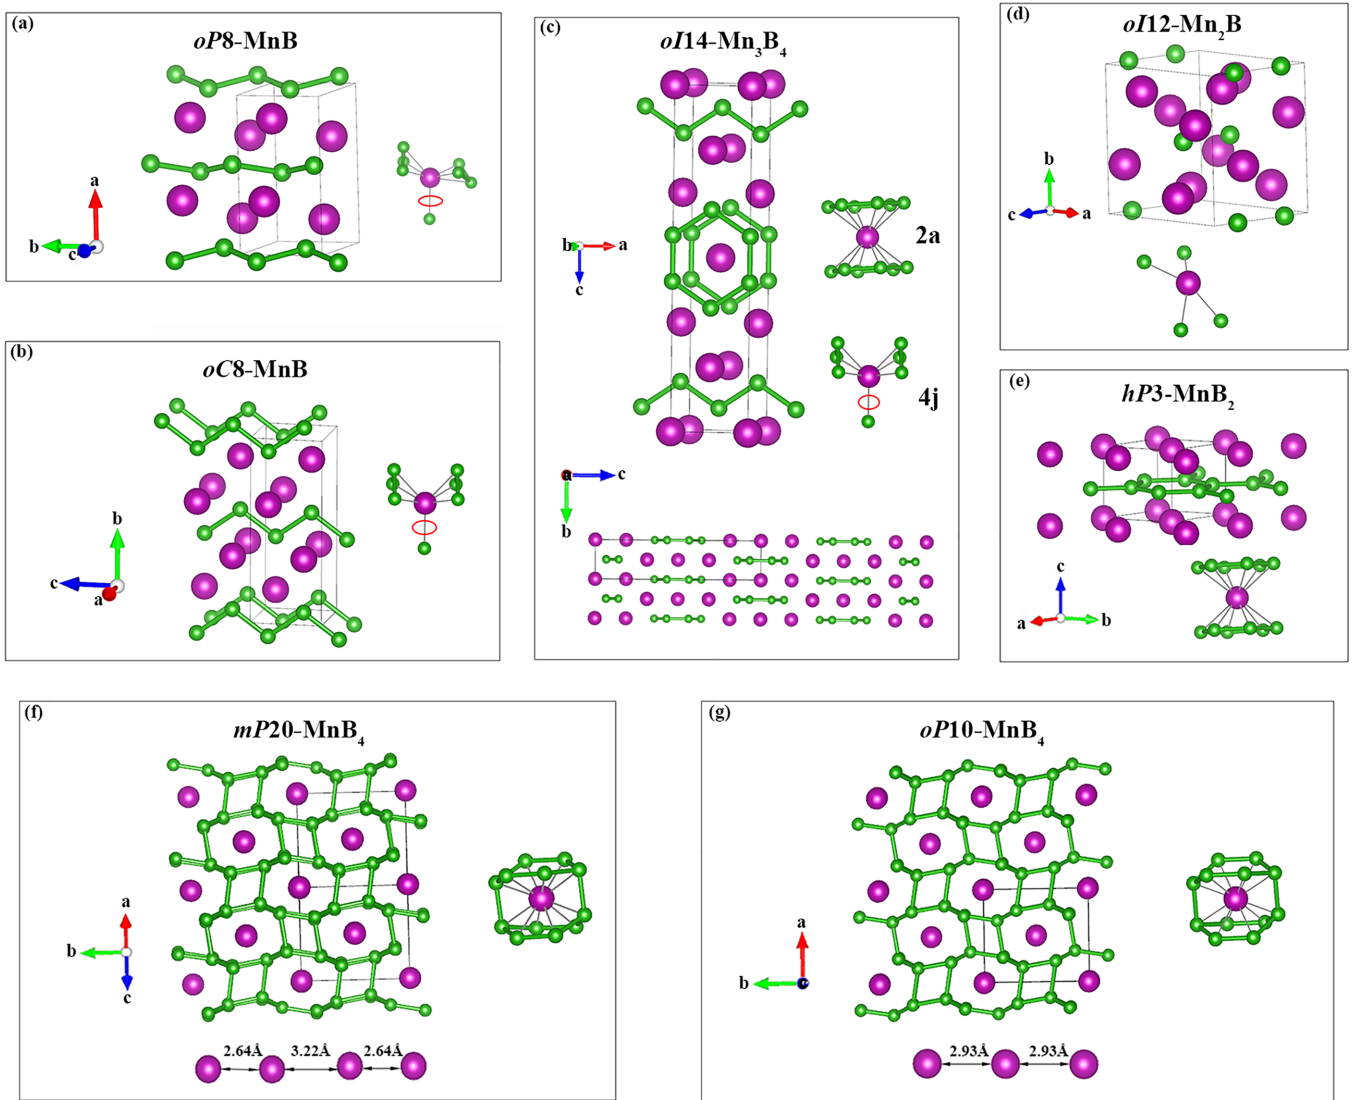 (a)
oP8-MnB
a
b
c
(b)
oC8-MnB
b
c
a
(c)
oI14-Mn3B4
b
a
c
2a
4j
a
c
b
(d)
oI12-Mn2B
b
c
a
(e)
hP3-MnB2
c
a
b
(f)
mP20-MnB4
a
b
c
2.64Å 3.22Å 2.64Å
(g)
oP10-MnB4
a
b
c
2.93Å 2.93Å